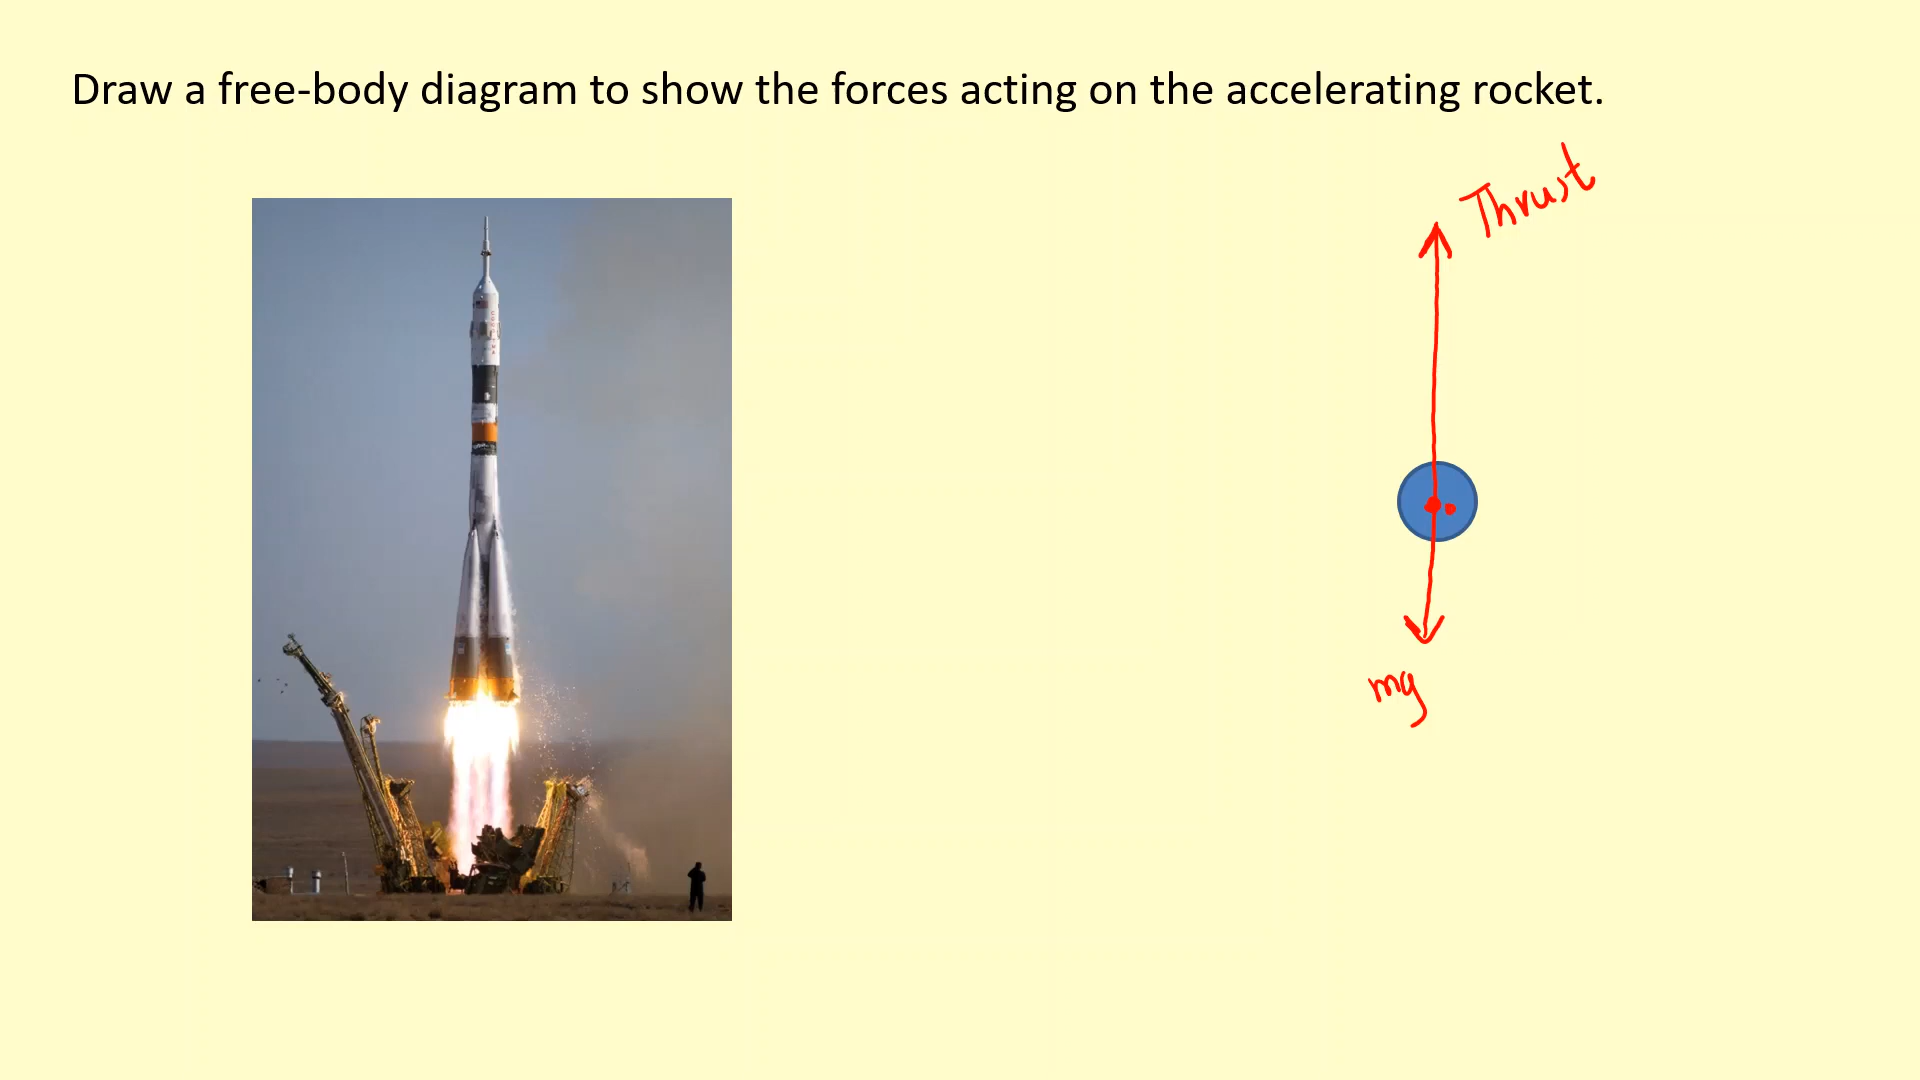 Draw a free-body diagram to show the forces acting on the accelerating rocket.
Thrust
mg